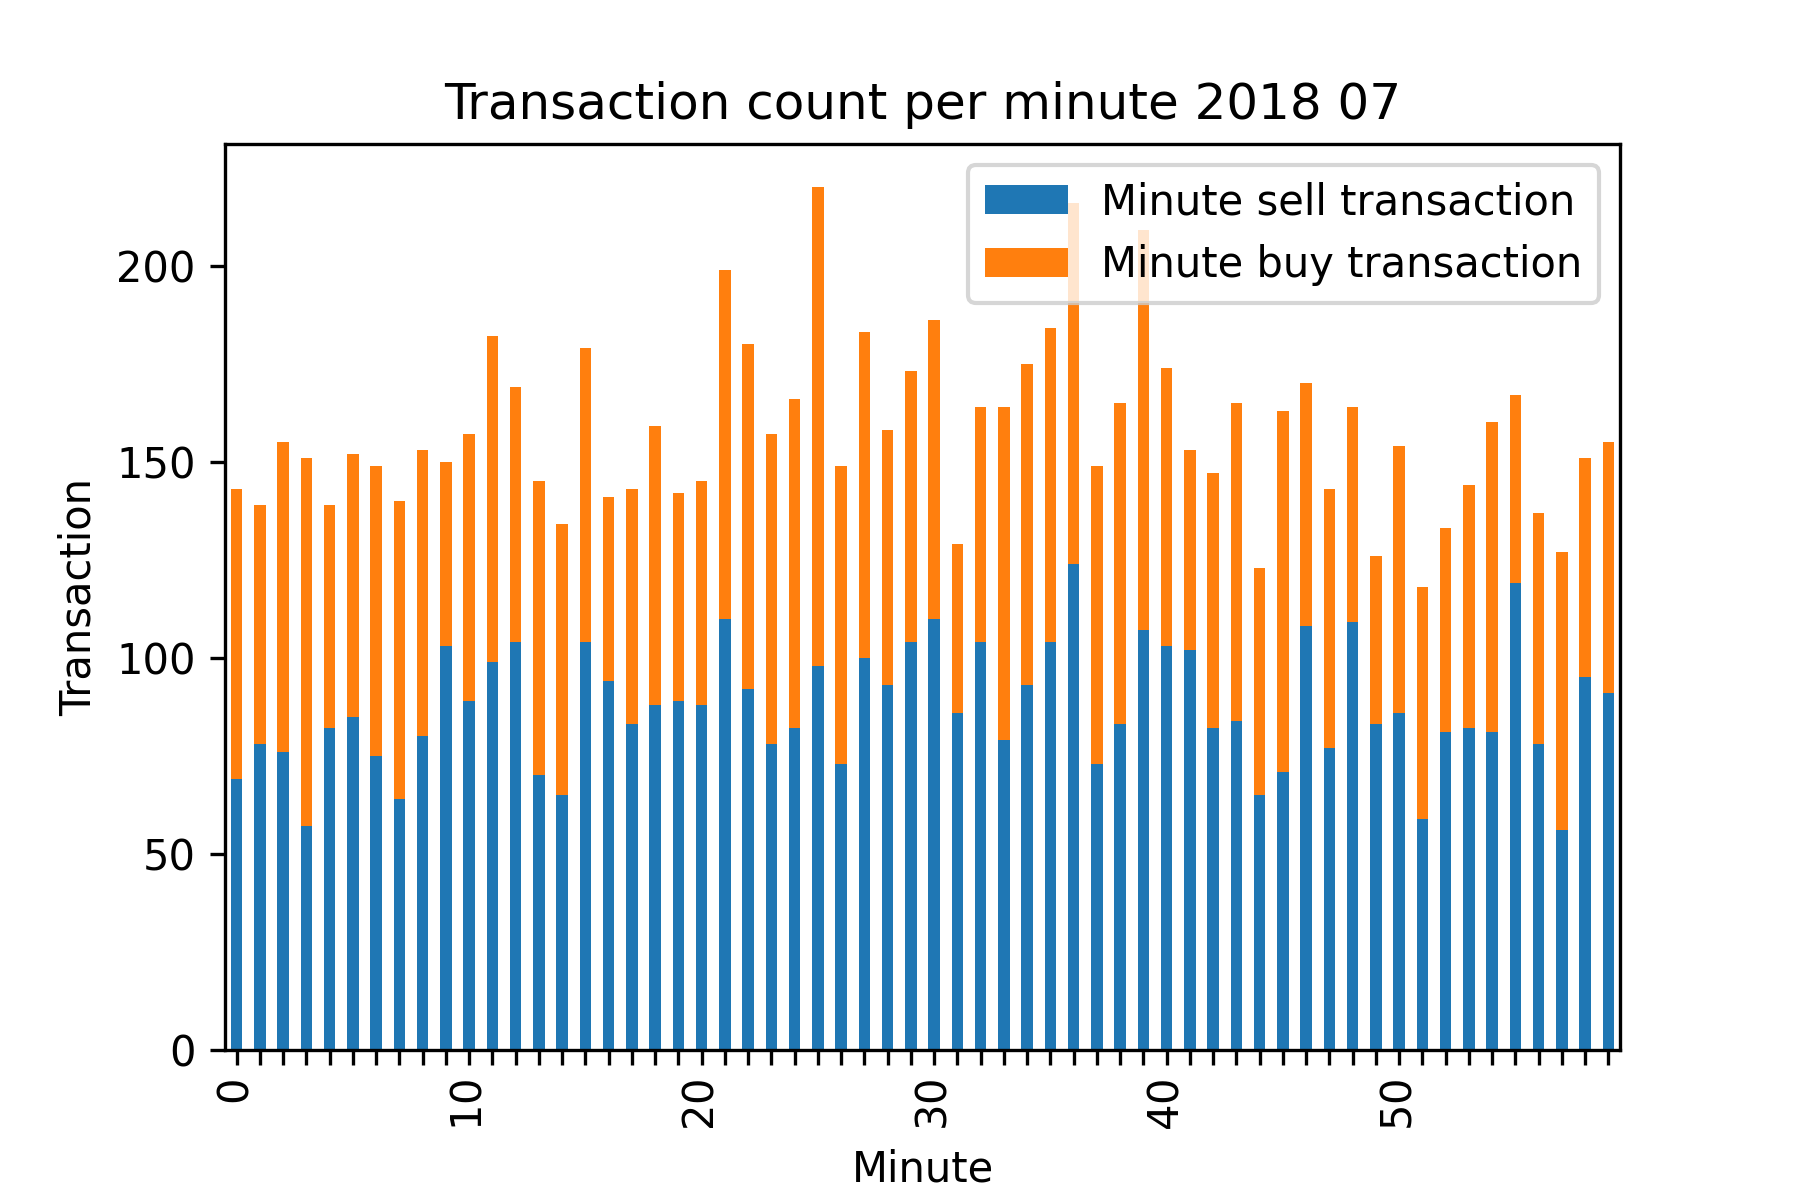 Transaction count per minute 2018 07
Minute sell transaction
Minute buy transaction
Transaction
200
150
100
50
0
0
10
20
30
40
50
Minute